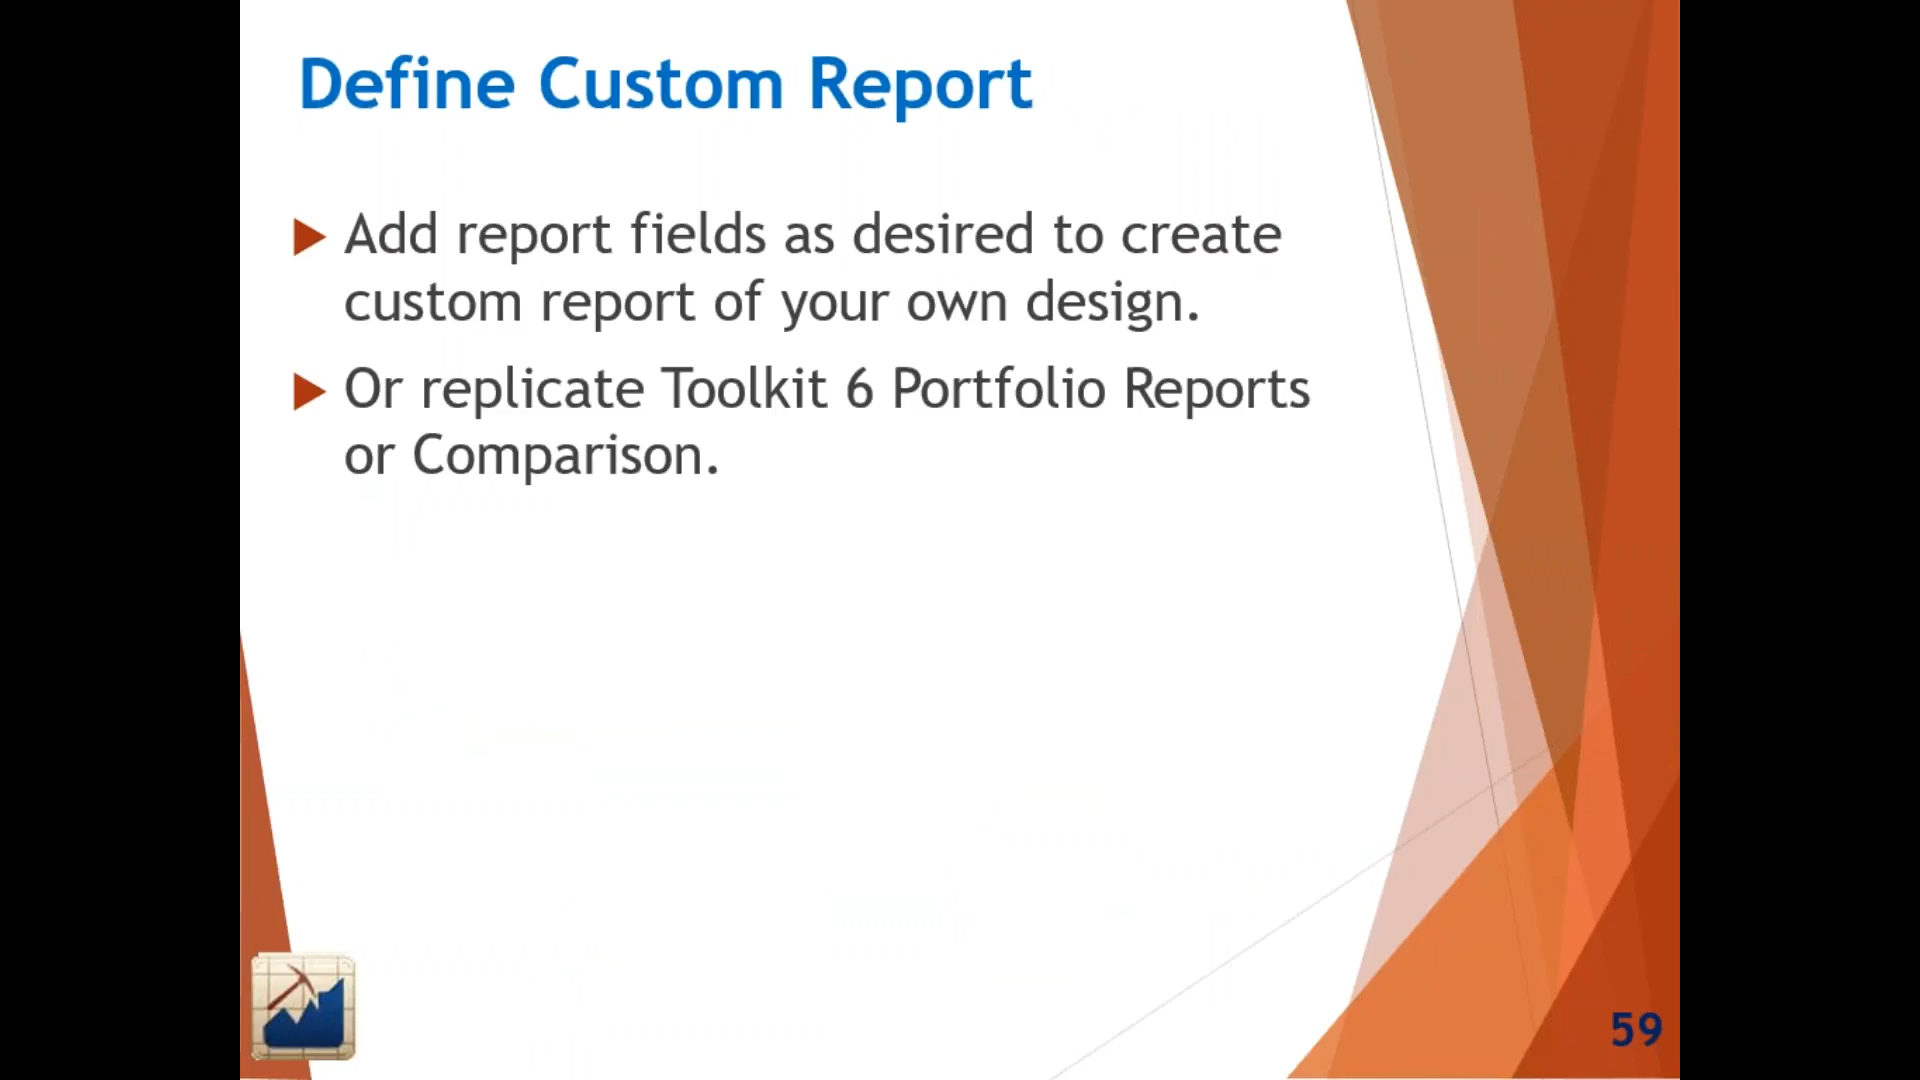 Define Custom Report
Add report fields as desired to create
custom report of your own design.
Or replicate Toolkit 6 Portfolio Reports
or Comparison.
59